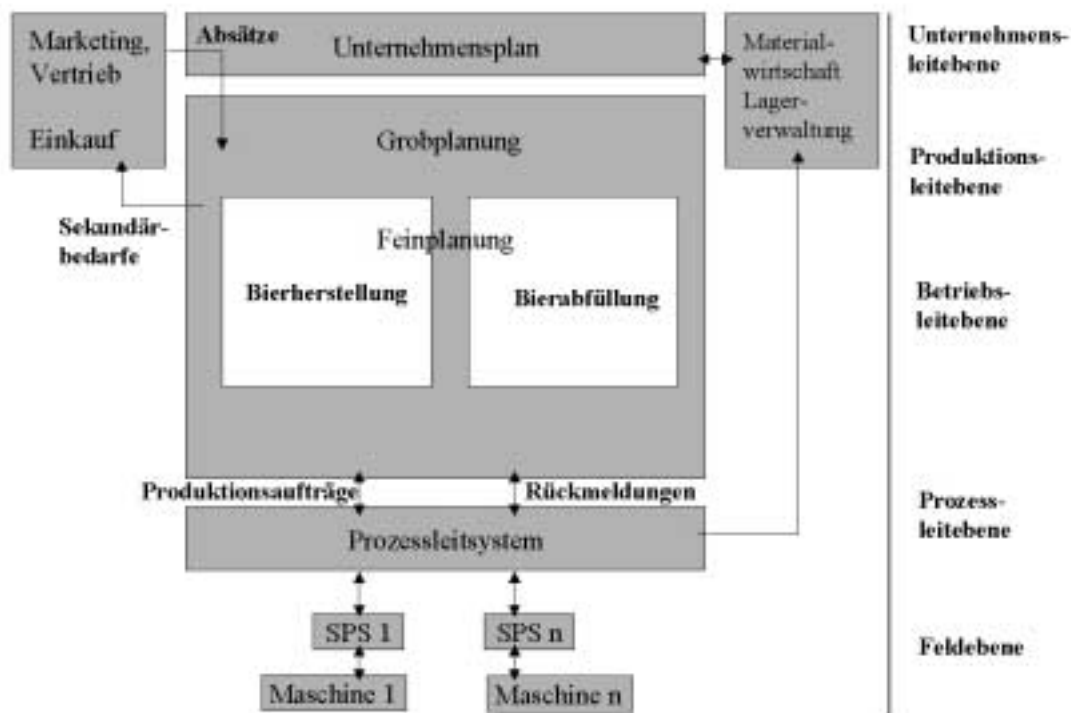 Marketing,
Vertrieb
Einkauf
Absätze
Unternehmensplan
Material-
wirtschaft
Lager-
verwaltung
Unternehmens-
leitebene
Grobplanung
Produktions-
leitebene
Sekundär-
bedarfe
Feinplanung
Bierherstellung
Bierabfüllung
Betriebs-
leitebene
Produktionsaufträge
Rückmeldungen
Prozessleitsystem
Prozess-
leitebene
SPS 1
SPS n
Feldebene
Maschine 1
Maschine n